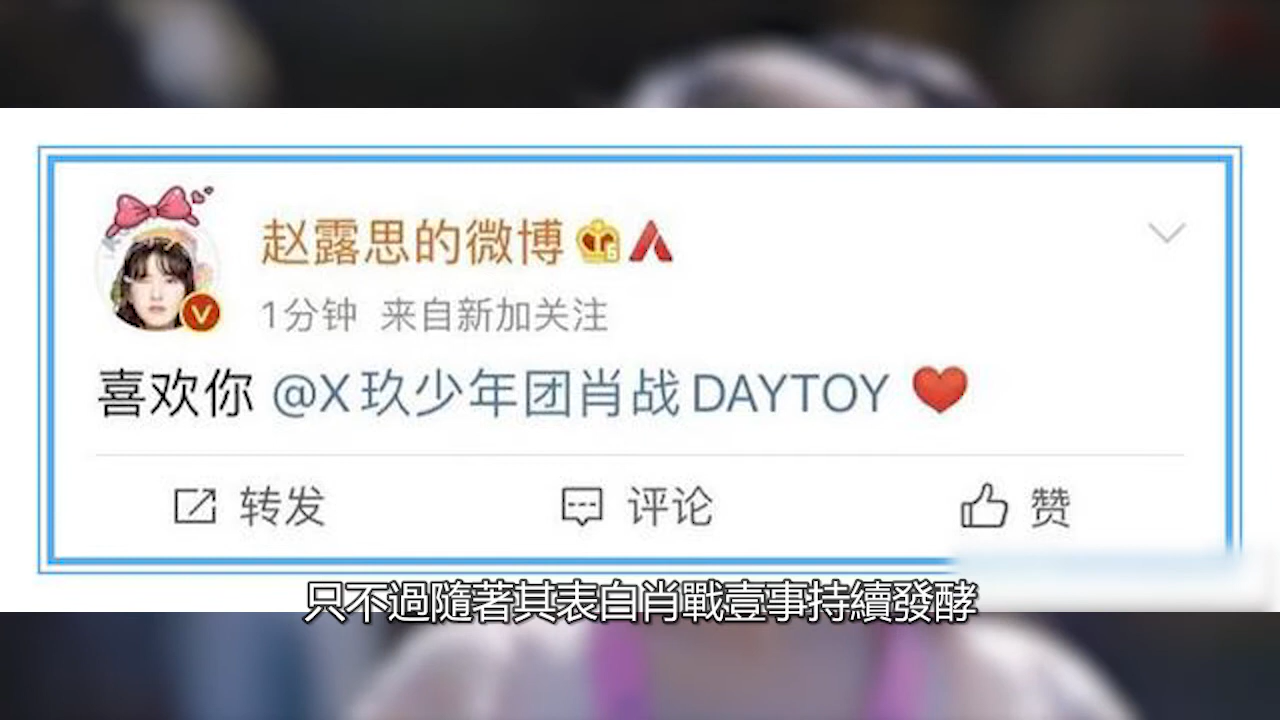 赵露思的微博
1分钟 来自新加关注
喜欢你 @X玖少年团肖战DAYTOY
转发 评论 赞
只不過隨著其表白肖戰壹事持續發酵